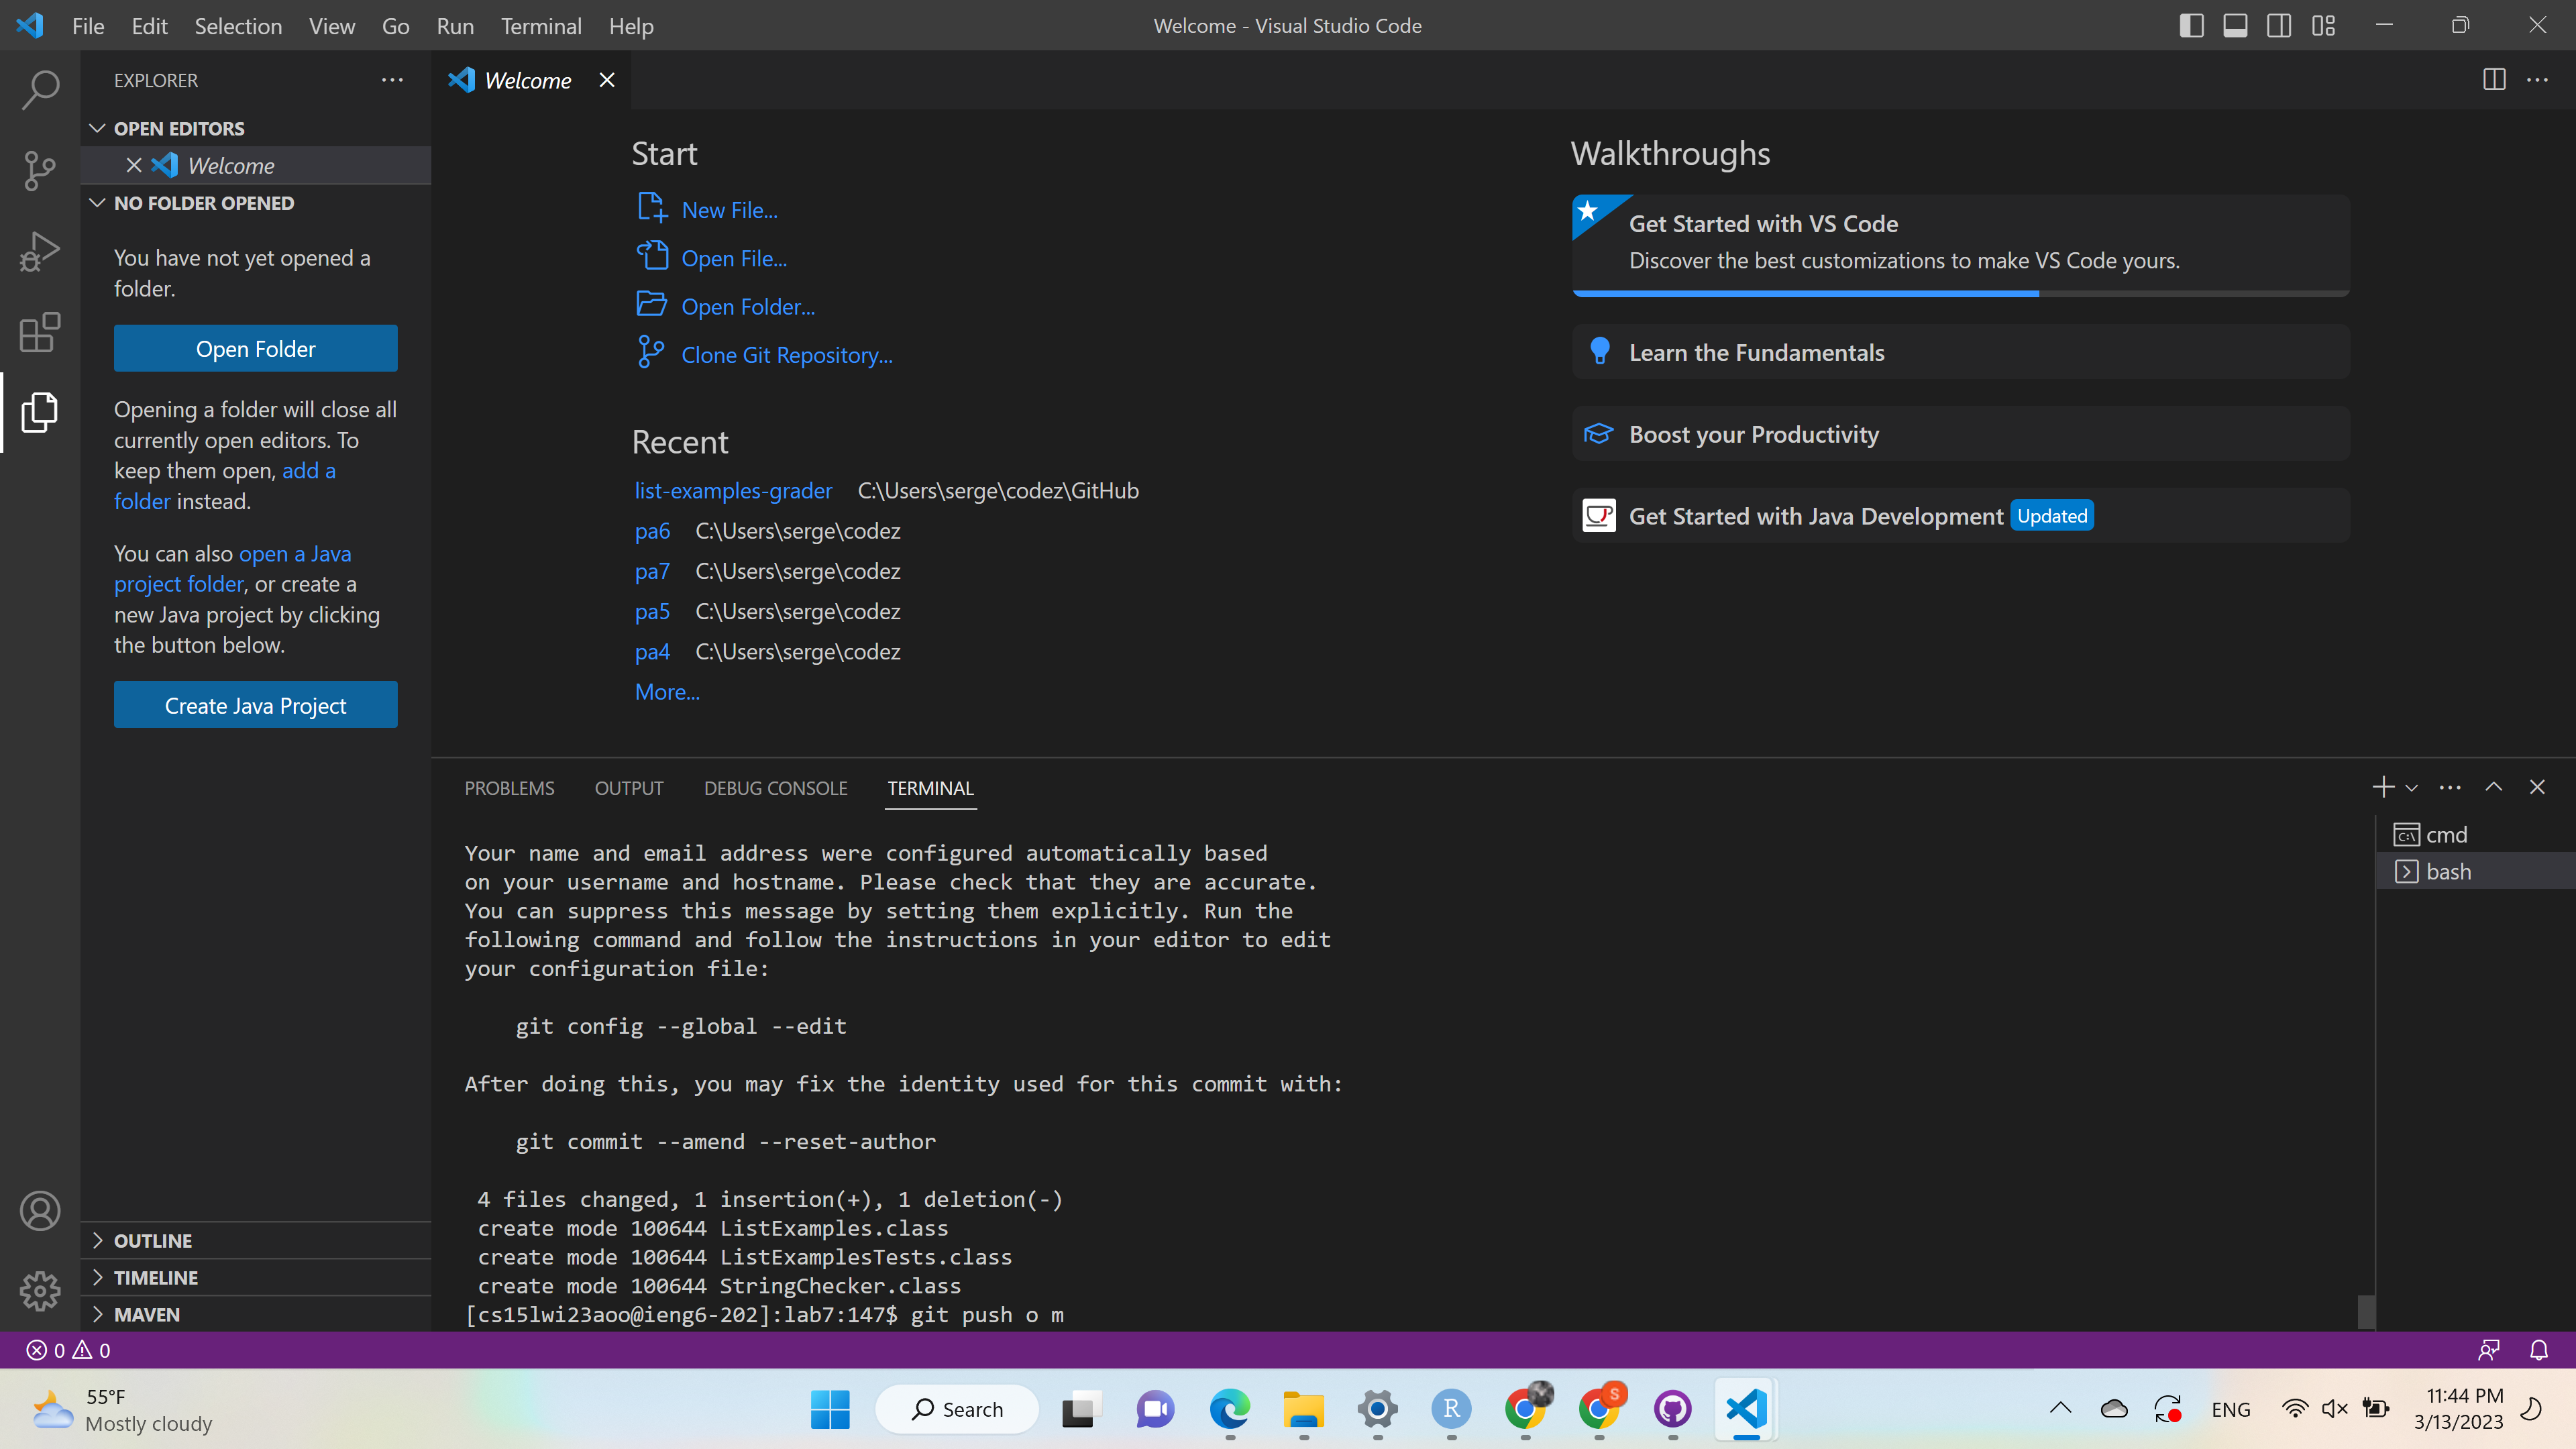 File Edit Selection View Go Run Terminal Help
Welcome - Visual Studio Code
EXPLORER
OPEN EDITORS
Welcome
NO FOLDER OPENED
You have not yet opened a
folder.
Open Folder
Opening a folder will close all
currently open editors. To
keep them open, add a
folder instead.
You can also open a Java
project folder, or create a
new Java project by clicking
the button below.
Create Java Project
OUTLINE
TIMELINE
MAVEN
Welcome
Start
New File...
Open File...
Open Folder...
Clone Git Repository...
Recent
list-examples-grader C:\Users\serge\codez\GitHub
pa6 C:\Users\serge\codez
pa7 C:\Users\serge\codez
pa5 C:\Users\serge\codez
pa4 C:\Users\serge\codez
More...
Walkthroughs
Get Started with VS Code
Discover the best customizations to make VS Code yours.
Learn the Fundamentals
Boost your Productivity
Get Started with Java Development Updated
PROBLEMS OUTPUT DEBUG CONSOLE TERMINAL
Your name and email address were configured automatically based
on your username and hostname. Please check that they are accurate.
You can suppress this message by setting them explicitly. Run the
following command and follow the instructions in your editor to edit
your configuration file:
git config --global --edit
After doing this, you may fix the identity used for this commit with:
git commit --amend --reset-author
4 files changed, 1 insertion(+), 1 deletion(-)
create mode 100644 ListExamples.class
create mode 100644 ListExamplesTests.class
create mode 100644 StringChecker.class
[cs15lwi23aoo@ieng6-202]:lab7:147$ git push o m
cmd
bash
0 0
55°F
Mostly cloudy
Search
R
S
ENG
11:44 PM
3/13/2023